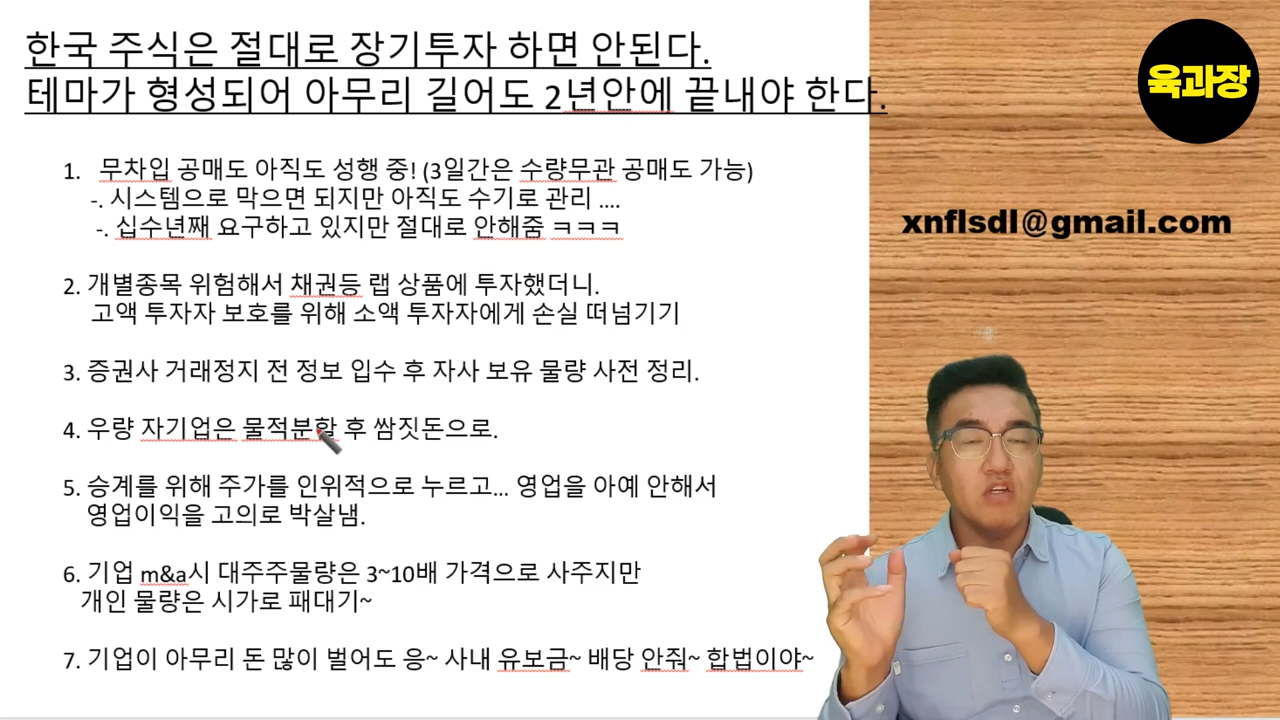 한국 주식은 절대로 장기투자 하면 안된다.
테마가 형성되어 아무리 길어도 2년안에 끝내야 한다.
육과장
xnflsdl@gmail.com
1. 무차입 공매도 아직도 성행 중! (3일간은 수량무관 공매도 가능)
-. 시스템으로 막으면 되지만 아직도 수기로 관리 ....
-. 십수년째 요구하고 있지만 절대로 안해줌 ㅋㅋㅋ
2. 개별종목 위험해서 채권등 랩 상품에 투자했더니.
고액 투자자 보호를 위해 소액 투자자에게 손실 떠넘기기
3. 증권사 거래정지 전 정보 입수 후 자사 보유 물량 사전 정리.
4. 우량 자기업은 물적분할 후 쌈짓돈으로.
5. 승계를 위해 주가를 인위적으로 누르고... 영업을 아예 안해서
영업이익을 고의로 박살냄.
6. 기업 m&a시 대주주물량은 3~10배 가격으로 사주지만
개인 물량은 시가로 패대기~
7. 기업이 아무리 돈 많이 벌어도 응~ 사내 유보금~ 배당 안줘~ 합법이야~